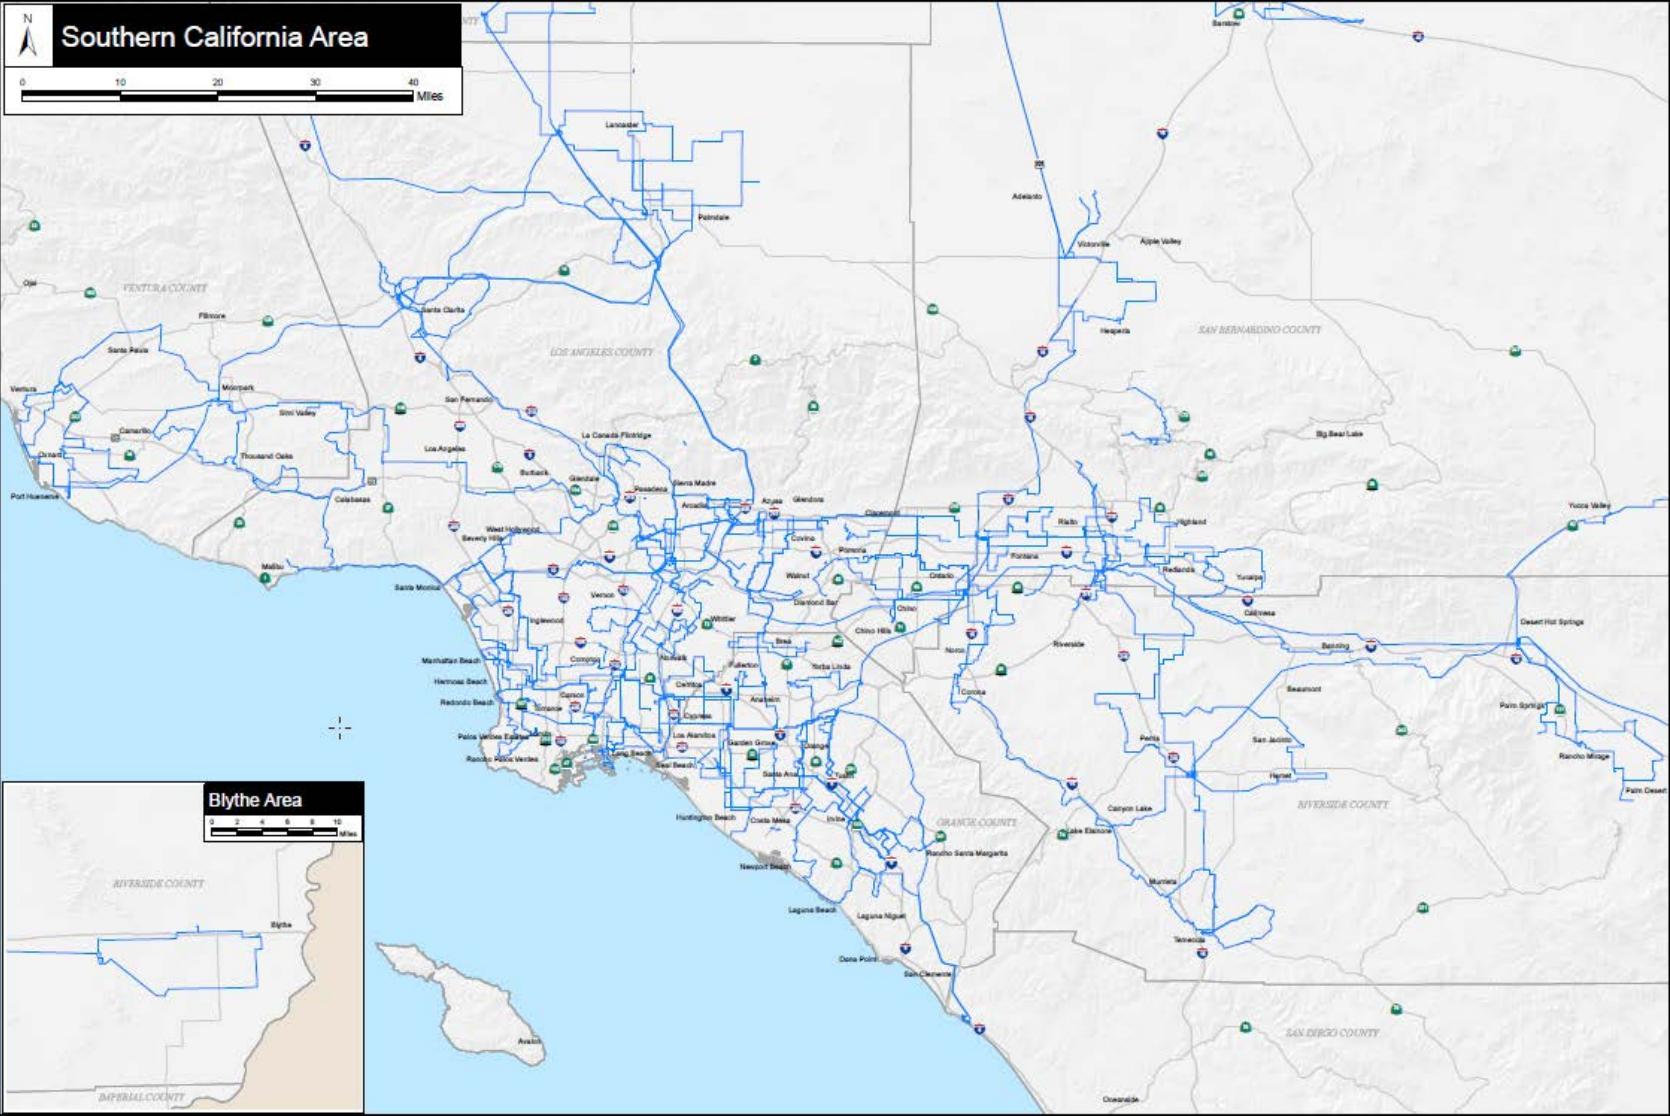 N
Southern California Area
0 10 20 30 40
Miles
Barstow
Lancaster
Palmdale
Adelanto
Victorville
Apple Valley
Ojai
VENTURA COUNTY
Fillmore
Santa Clarita
Hesperia
SAN BERNARDINO COUNTY
LOS ANGELES COUNTY
Santa Paula
Ventura
Moorpark
San Fernando
Simi Valley
Camarillo
La Canada Flintridge
Big Bear Lake
Los Angeles
Oxnard
Thousand Oaks
Burbank
Glendale
Pasadena
Sierra Madre
Port Hueneme
Calabasas
Arcadia
Azusa
Glendora
Claremont
Yucca Valley
Rialto
Highland
West Hollywood
Beverly Hills
Covina
Pomona
Fontana
Malibu
Walnut
Ontario
Redlands
Yucaipa
Santa Monica
Vernon
Diamond Bar
Chino
Calimesa
Inglewood
Whittier
Chino Hills
Desert Hot Springs
Brea
Riverside
Norco
Banning
Manhattan Beach
Compton
Norwalk
Fullerton
Yorba Linda
Hermosa Beach
Cerritos
Corona
Beaumont
Redondo Beach
Carson
Anaheim
Torrance
Cypress
Palm Springs
Palos Verdes Estates
Los Alamitos
Garden Grove
Orange
Perris
San Jacinto
Rancho Palos Verdes
Long Beach
Seal Beach
Rancho Mirage
Santa Ana
Tustin
Hemet
Palm Desert
Huntington Beach
Costa Mesa
Irvine
Canyon Lake
RIVERSIDE COUNTY
ORANGE COUNTY
Lake Elsinore
Rancho Santa Margarita
Newport Beach
Murrieta
Laguna Beach
Laguna Niguel
Temecula
Dana Point
San Clemente
SAN DIEGO COUNTY
Avalon
Oceanside
Blythe Area
0 2 4 6 8 10
Miles
RIVERSIDE COUNTY
Blythe
IMPERIAL COUNTY